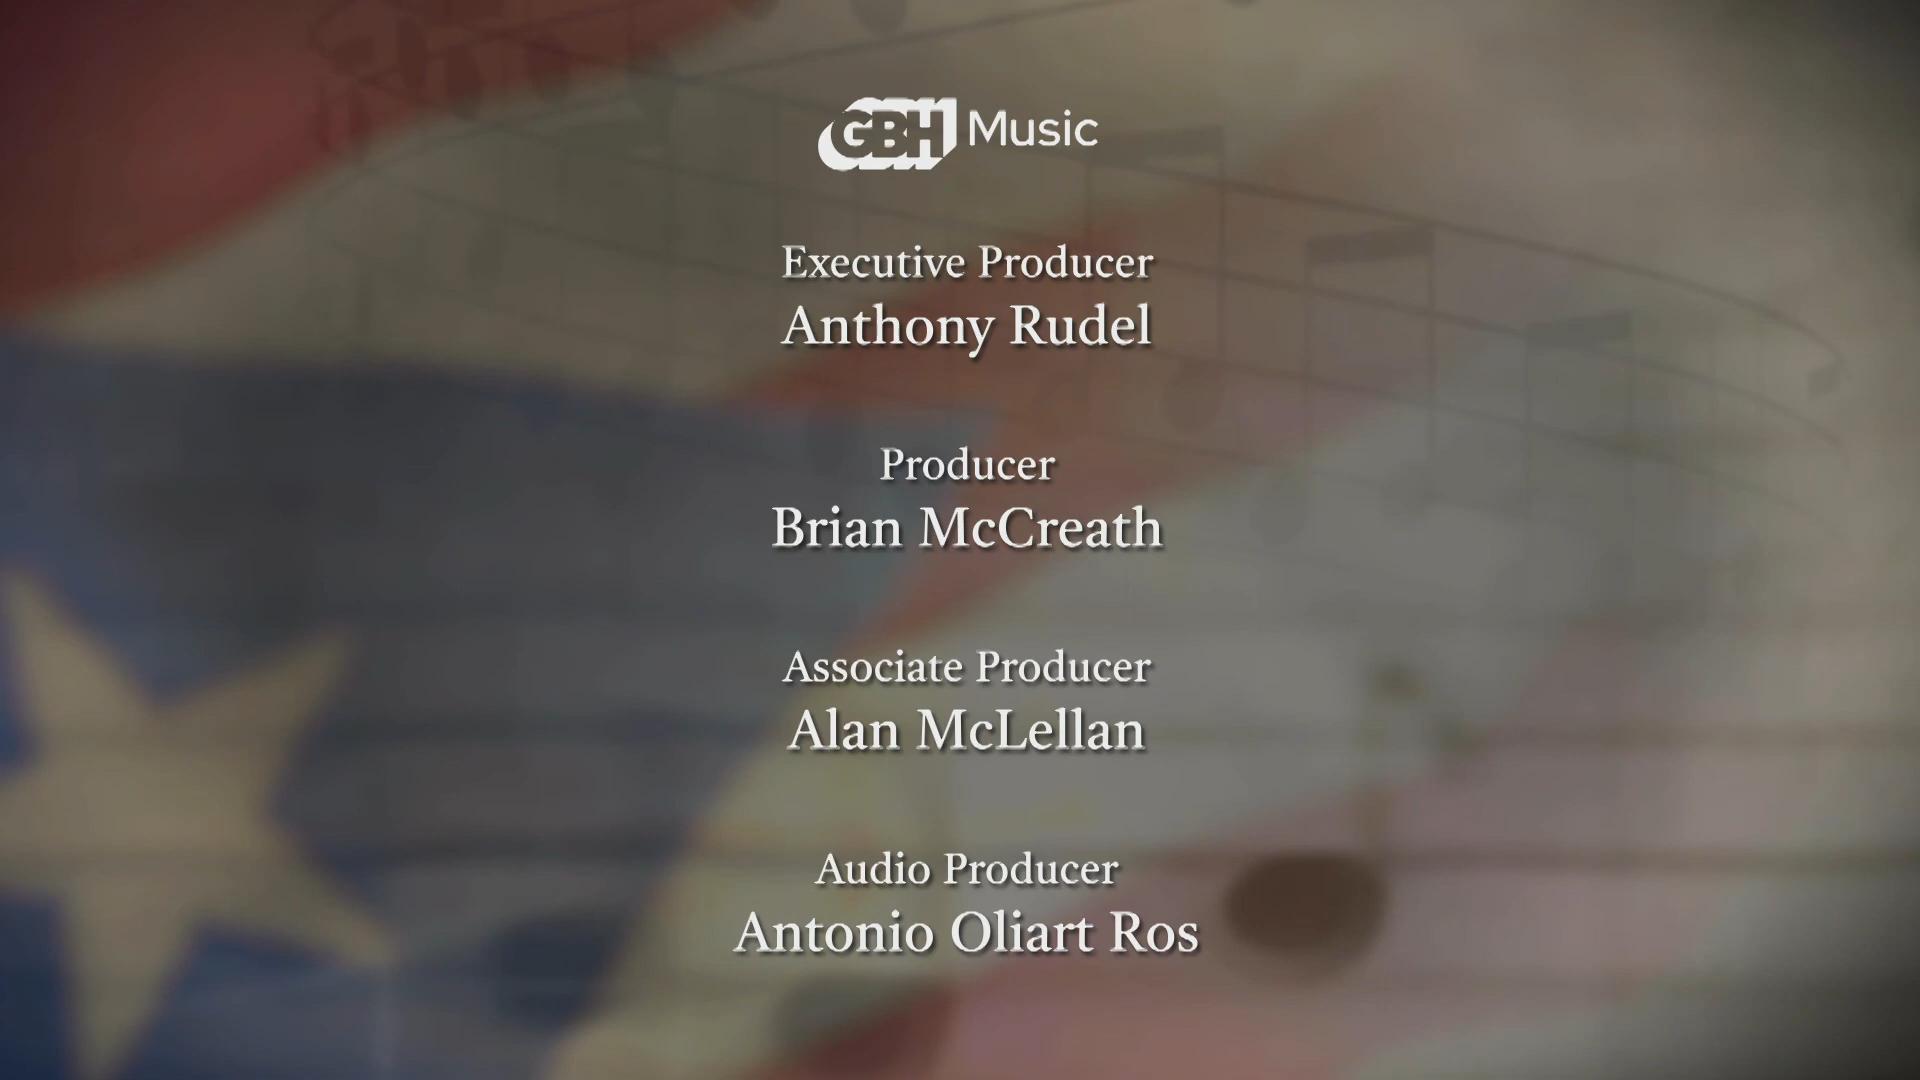 GBH Music
Executive Producer
Anthony Rudel
Producer
Brian McCreath
Associate Producer
Alan McLellan
Audio Producer
Antonio Oliart Ros